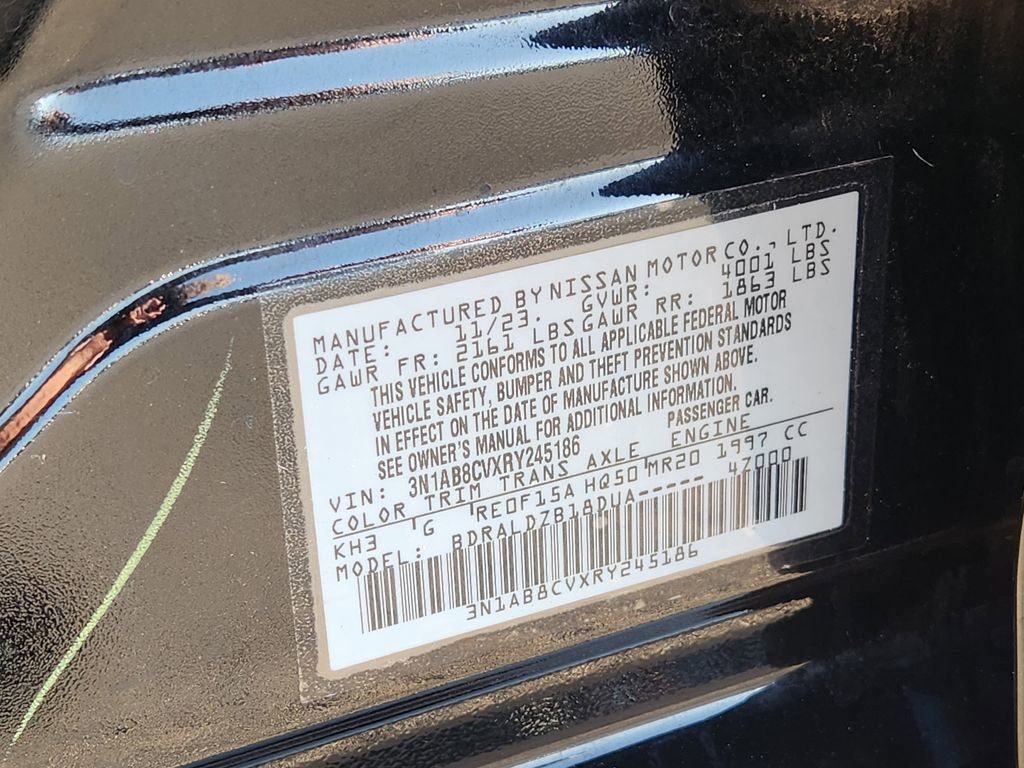 MANUFACTURED BY NISSAN MOTOR CO., LTD.
DATE: 11/23. GVWR: 4001 LBS
GAWR FR: 2161 LBS GAWR RR: 1863 LBS
THIS VEHICLE CONFORMS TO ALL APPLICABLE FEDERAL MOTOR
VEHICLE SAFETY, BUMPER AND THEFT PREVENTION STANDARDS
IN EFFECT ON THE DATE OF MANUFACTURE SHOWN ABOVE.
SEE OWNER'S MANUAL FOR ADDITIONAL INFORMATION.
VIN: 3N1AB8CVXRY245186 PASSENGER CAR.
COLOR TRIM TRANS AXLE ENGINE
KH3 G RE0F15A HQ50 MR20 1997 CC
MODEL: BDRALDZB18DUA----- 47000
3N1AB8CVXRY245186